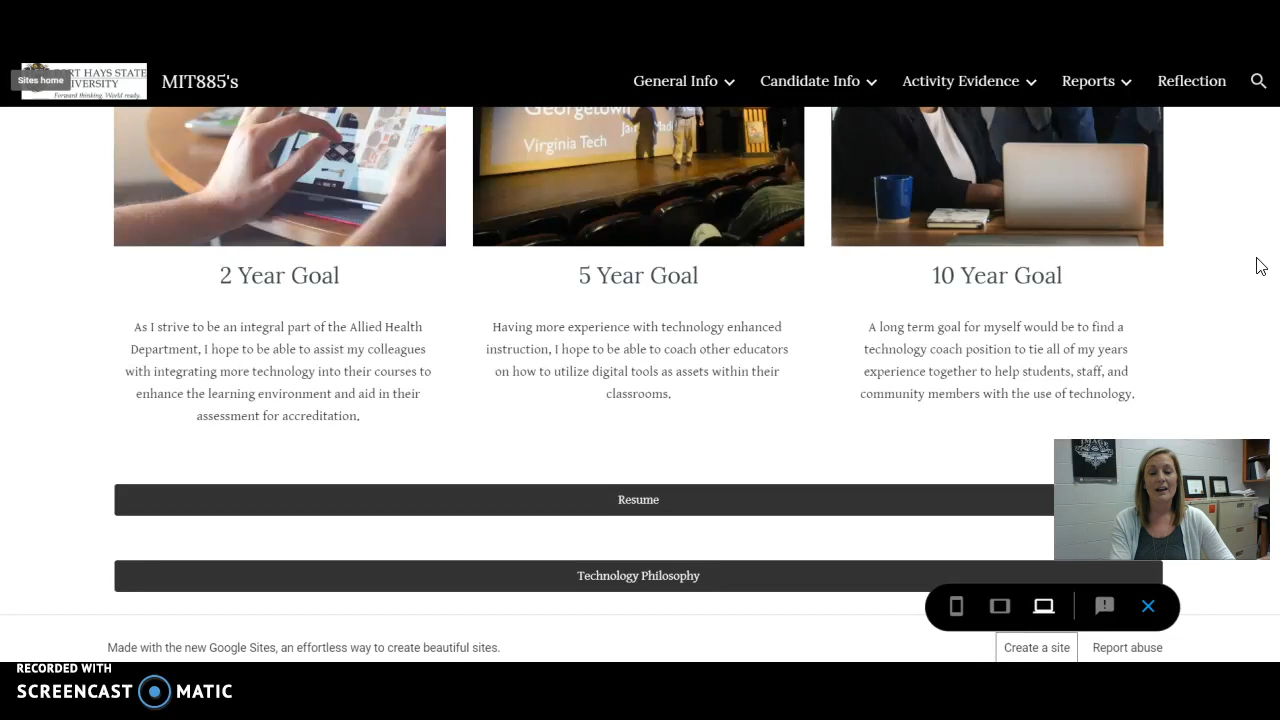 Sites home
RT HAYS STATE
IVERSITY
Forward thinking. World ready.
MIT885's
General Info
Candidate Info
Activity Evidence
Reports
Reflection
Georgetown
Virginia Tech
2 Year Goal
As I strive to be an integral part of the Allied Health
Department, I hope to be able to assist my colleagues
with integrating more technology into their courses to
enhance the learning environment and aid in their
assessment for accreditation.
5 Year Goal
Having more experience with technology enhanced
instruction, I hope to be able to coach other educators
on how to utilize digital tools as assets within their
classrooms.
10 Year Goal
A long term goal for myself would be to find a
technology coach position to tie all of my years
experience together to help students, staff, and
community members with the use of technology.
IMAGE
Resume
Technology Philosophy
Made with the new Google Sites, an effortless way to create beautiful sites.
Create a site
Report abuse
RECORDED WITH
SCREENCAST MATIC